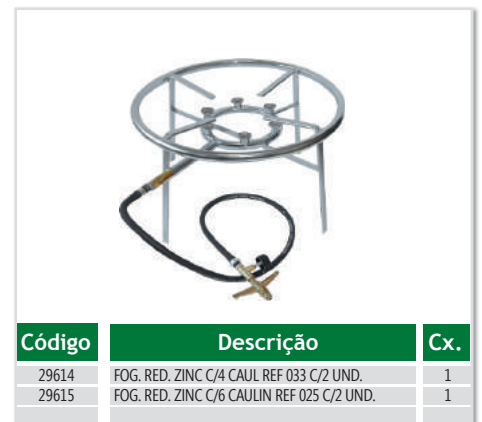 Código Descrição Cx.
29614 FOG. RED. ZINC C/4 CAUL REF 033 C/2 UND. 1
29615 FOG. RED. ZINC C/6 CAULIN REF 025 C/2 UND. 1